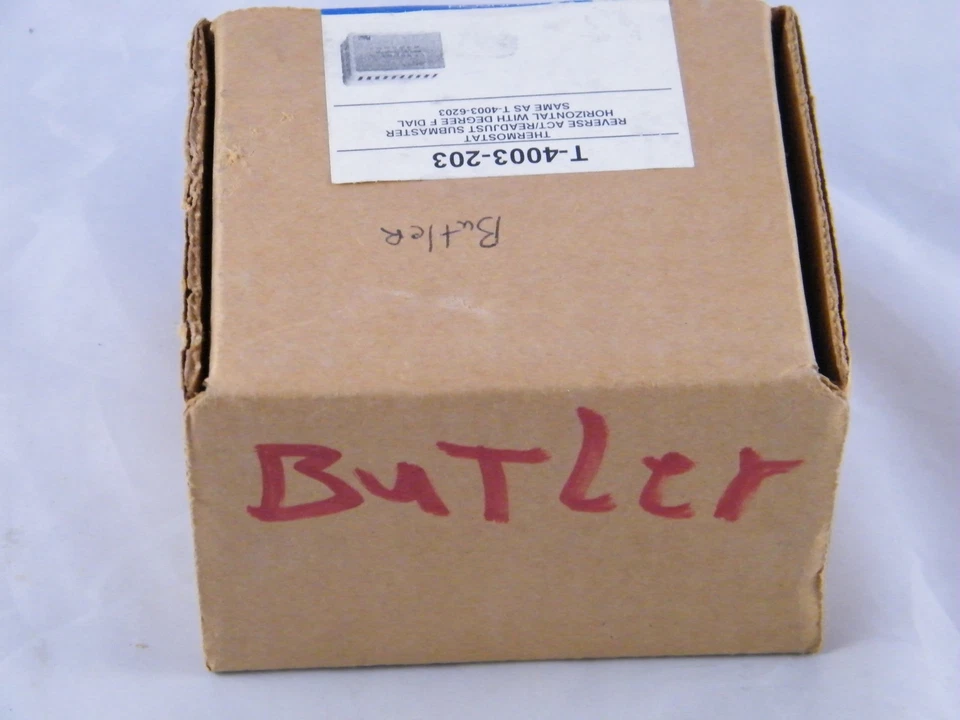 T-4003-203
THERMOSTAT
REVERSE ACT/READJUST SUBMASTER
HORIZONTAL WITH DEGREE F DIAL
SAME AS T-4003-6203
ButleR
BuTler